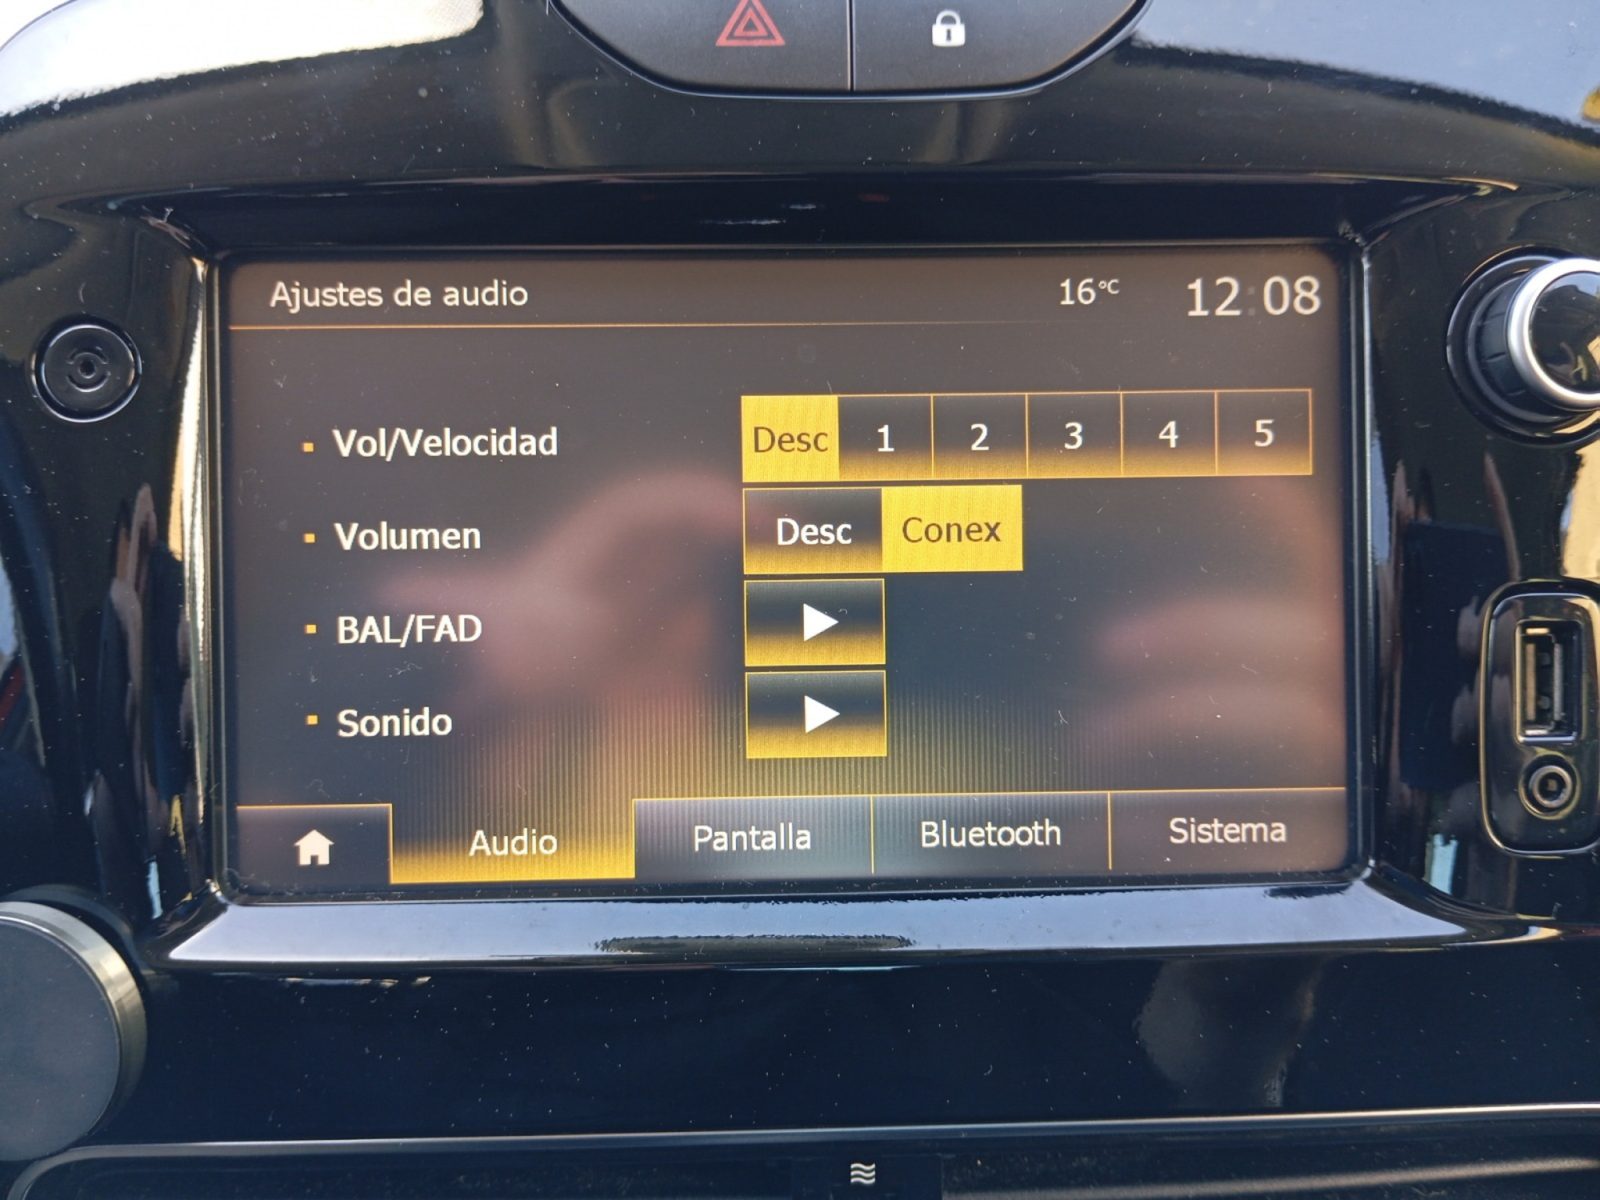 Ajustes de audio 16°C 12:08
Vol/Velocidad Desc 1 2 3 4 5
Volumen Desc Conex
BAL/FAD
Sonido
Audio Pantalla Bluetooth Sistema